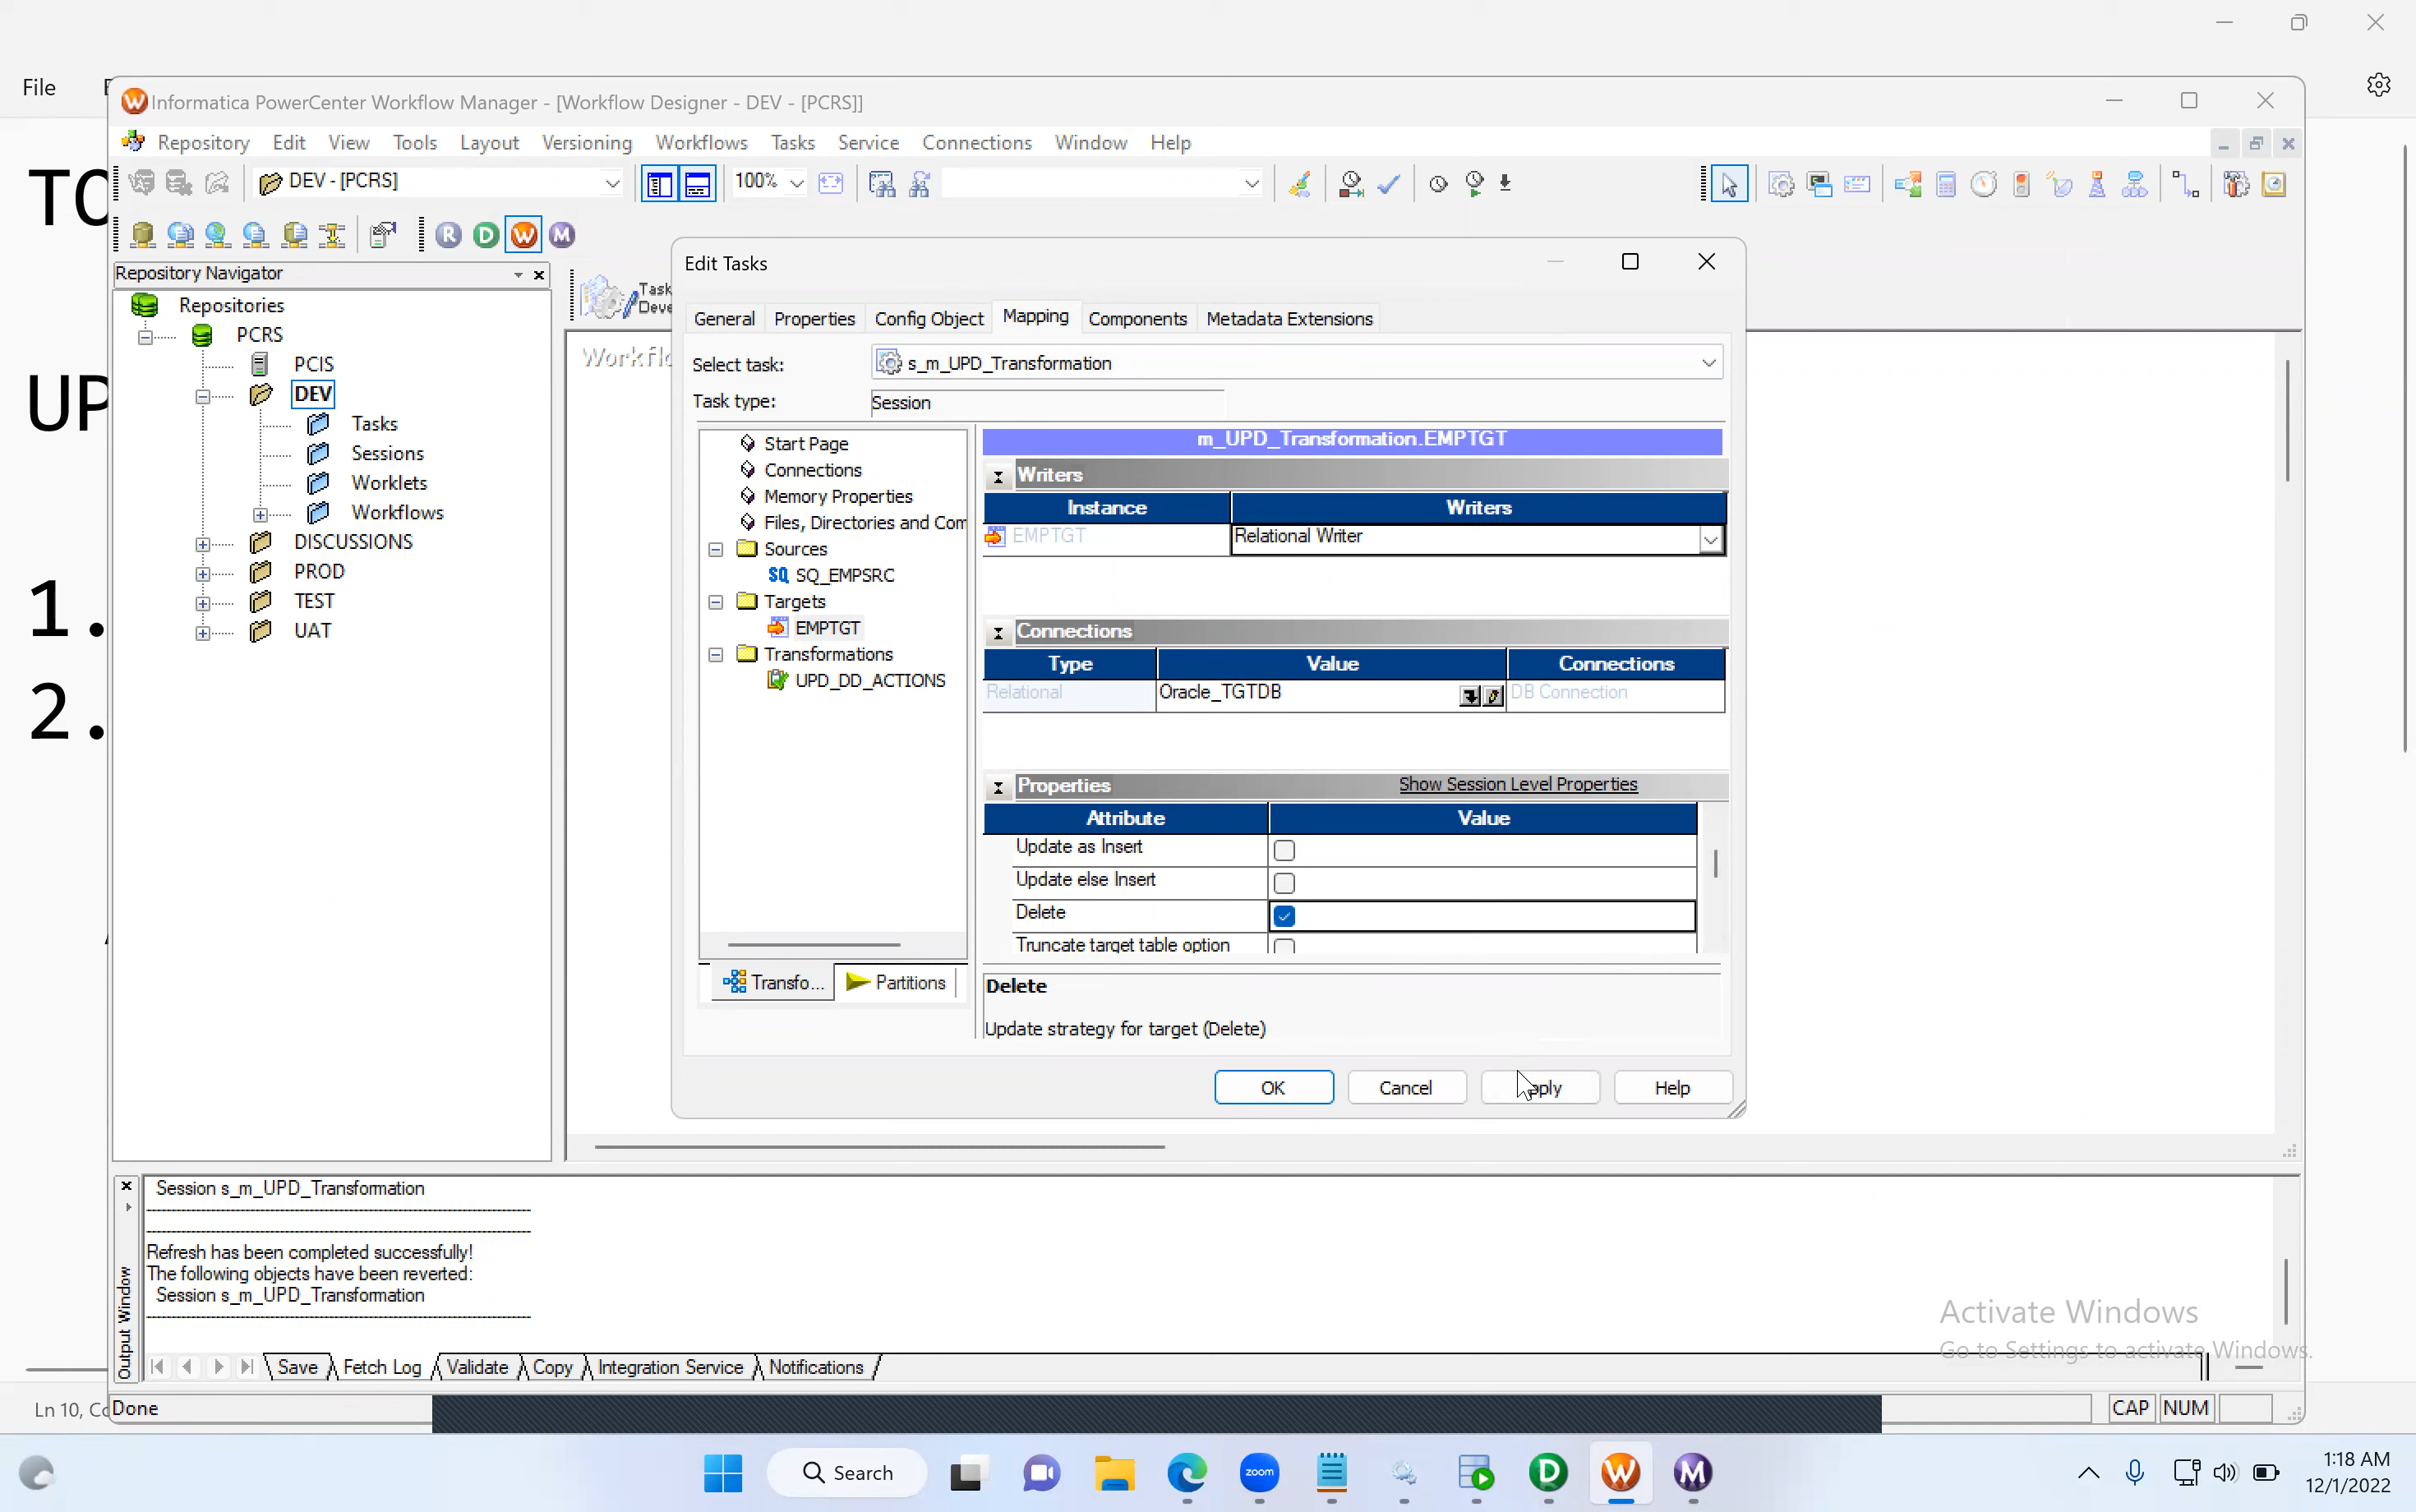 File
TO
UP
1.
2.
Informatica PowerCenter Workflow Manager - [Workflow Designer - DEV - [PCRS]]
Repository Edit View Tools Layout Versioning Workflows Tasks Service Connections Window Help
DEV - [PCRS]
100%
R D W M
Repository Navigator
Repositories
PCRS
PCIS
DEV
Tasks
Sessions
Worklets
Workflows
DISCUSSIONS
PROD
TEST
UAT
Task
Deve
Workflo
Edit Tasks
General Properties Config Object Mapping Components Metadata Extensions
Select task: s_m_UPD_Transformation
Task type: Session
Start Page
Connections
Memory Properties
Files, Directories and Com
Sources
SQ SQ_EMPSRC
Targets
EMPTGT
Transformations
UPD_DD_ACTIONS
Transfo... Partitions
m_UPD_Transformation.EMPTGT
Writers
Instance Writers
EMPTGT Relational Writer
Connections
Type Value Connections
Relational Oracle_TGTDB DB Connection
Properties Show Session Level Properties
Attribute Value
Update as Insert
Update else Insert
Delete
Truncate target table option
Delete
Update strategy for target (Delete)
OK Cancel Help
Output Window
Session s_m_UPD_Transformation
Refresh has been completed successfully!
The following objects have been reverted:
Session s_m_UPD_Transformation
Save Fetch Log Validate Copy Integration Service Notifications
Activate Windows
Go to Settings to activate Windows.
Ln 10,
Done
CAP NUM
Search
zoom
D W M
1:18 AM
12/1/2022